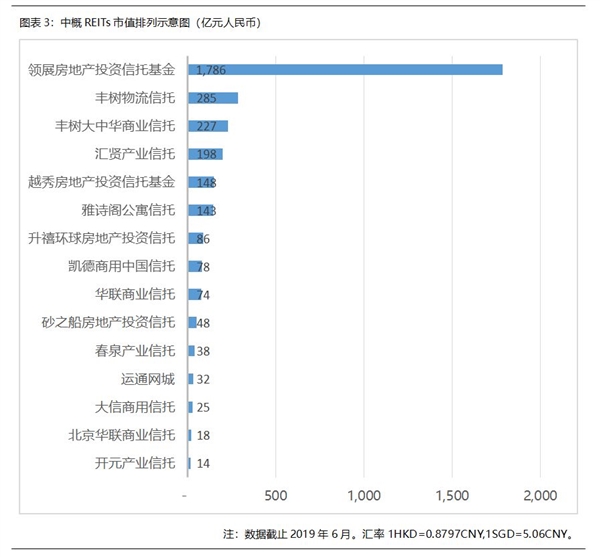 图表 3：中概 REITs 市值排列示意图（亿元人民币）
领展房地产投资信托基金 1,786
丰树物流信托 285
丰树大中华商业信托 227
汇贤产业信托 198
越秀房地产投资信托基金 148
雅诗阁公寓信托 143
升禧环球房地产投资信托 86
凯德商用中国信托 78
华联商业信托 74
砂之船房地产投资信托 48
春泉产业信托 38
运通网城 32
大信商用信托 25
北京华联商业信托 18
开元产业信托 14
- 500 1,000 1,500 2,000
注：数据截止 2019 年 6 月。汇率 1HKD=0.8797CNY,1SGD=5.06CNY。